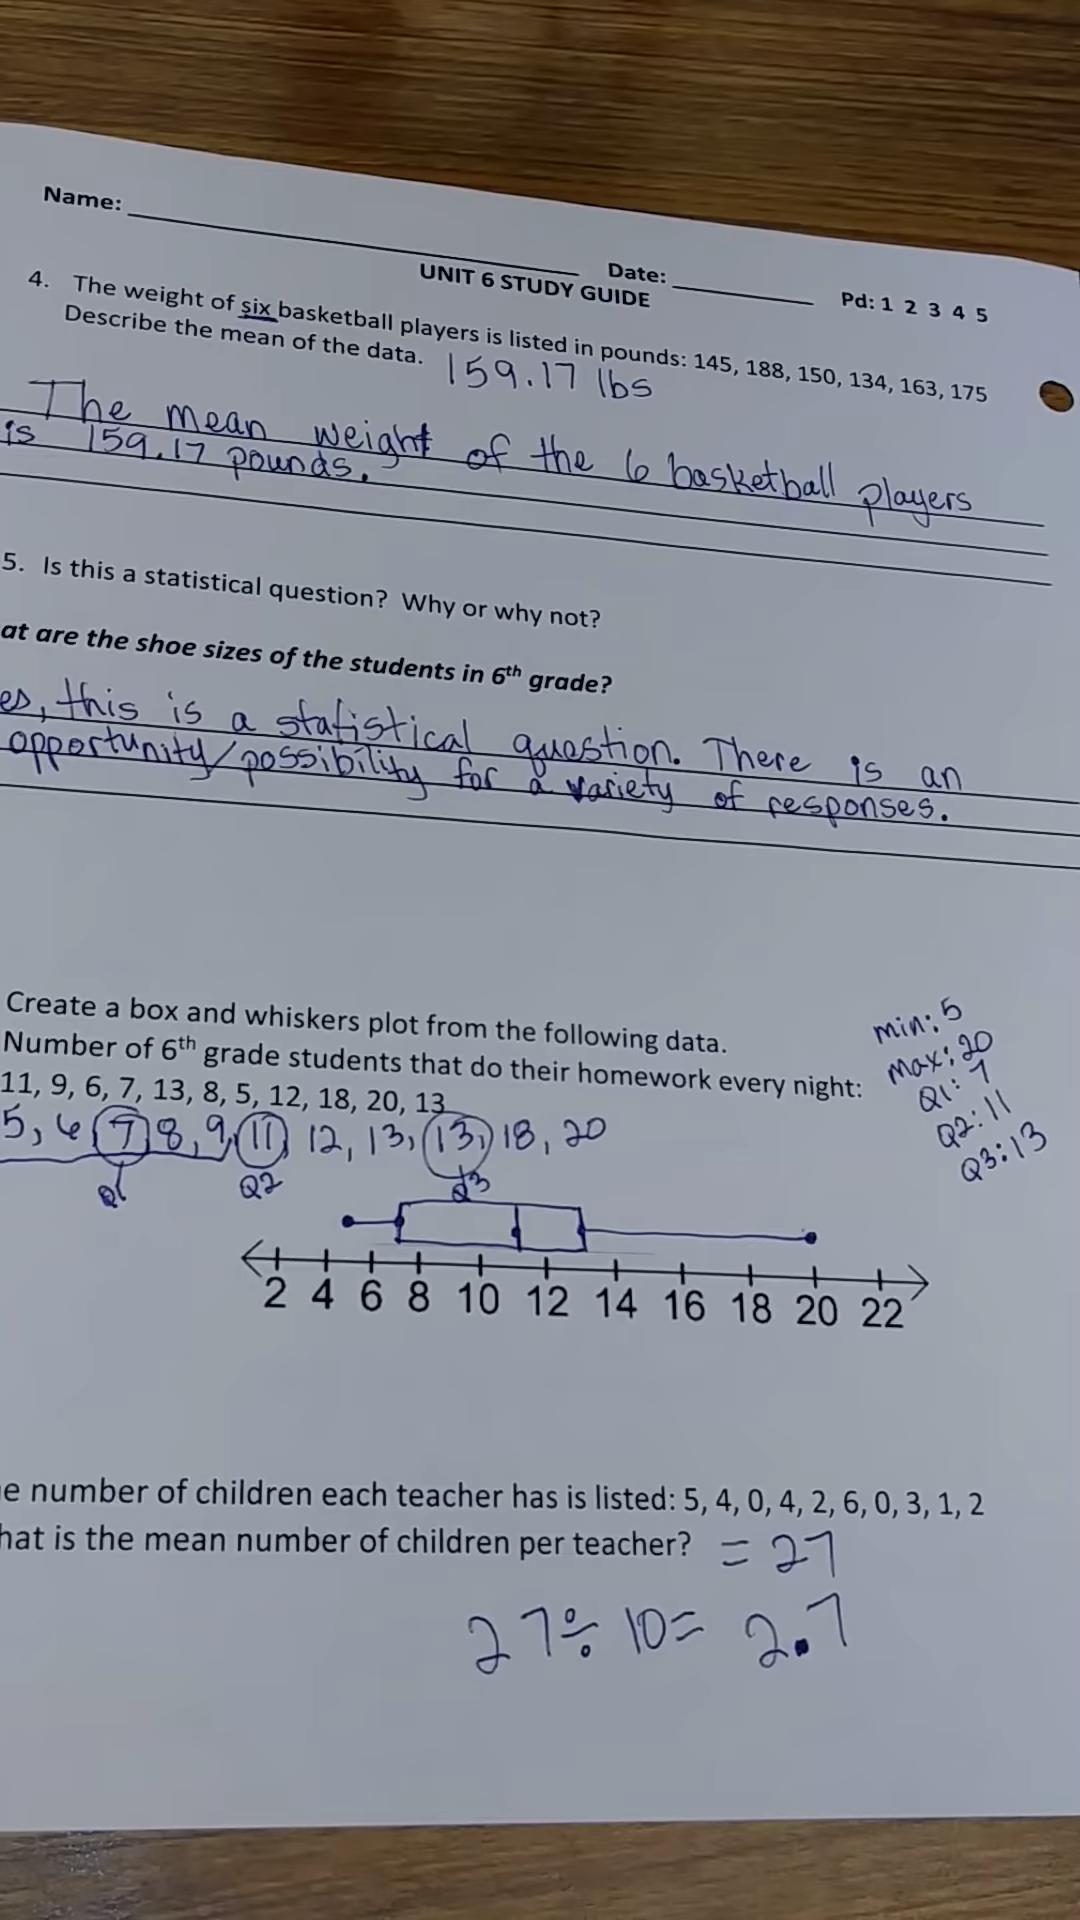 Name:
Date:
Pd: 1 2 3 4 5
UNIT 6 STUDY GUIDE
4. The weight of six basketball players is listed in pounds: 145, 188, 150, 134, 163, 175
Describe the mean of the data. 159.17 lbs
The mean weight of the 6 basketball players
is 159.17 pounds.
5. Is this a statistical question? Why or why not?
at are the shoe sizes of the students in 6th grade?
es, this is a statistical question. There is an
opportunity/possibility for a variety of responses.
Create a box and whiskers plot from the following data.
Number of 6th grade students that do their homework every night:
11, 9, 6, 7, 13, 8, 5, 12, 18, 20, 13
5, 6 7 8, 9, 11, 12, 13, 13, 18, 20
Q1 Q2 Q3
min: 5
max: 20
Q1: 7
Q2: 11
Q3: 13
2 4 6 8 10 12 14 16 18 20 22
e number of children each teacher has is listed: 5, 4, 0, 4, 2, 6, 0, 3, 1, 2
hat is the mean number of children per teacher? = 27
27 ÷ 10 = 2.7